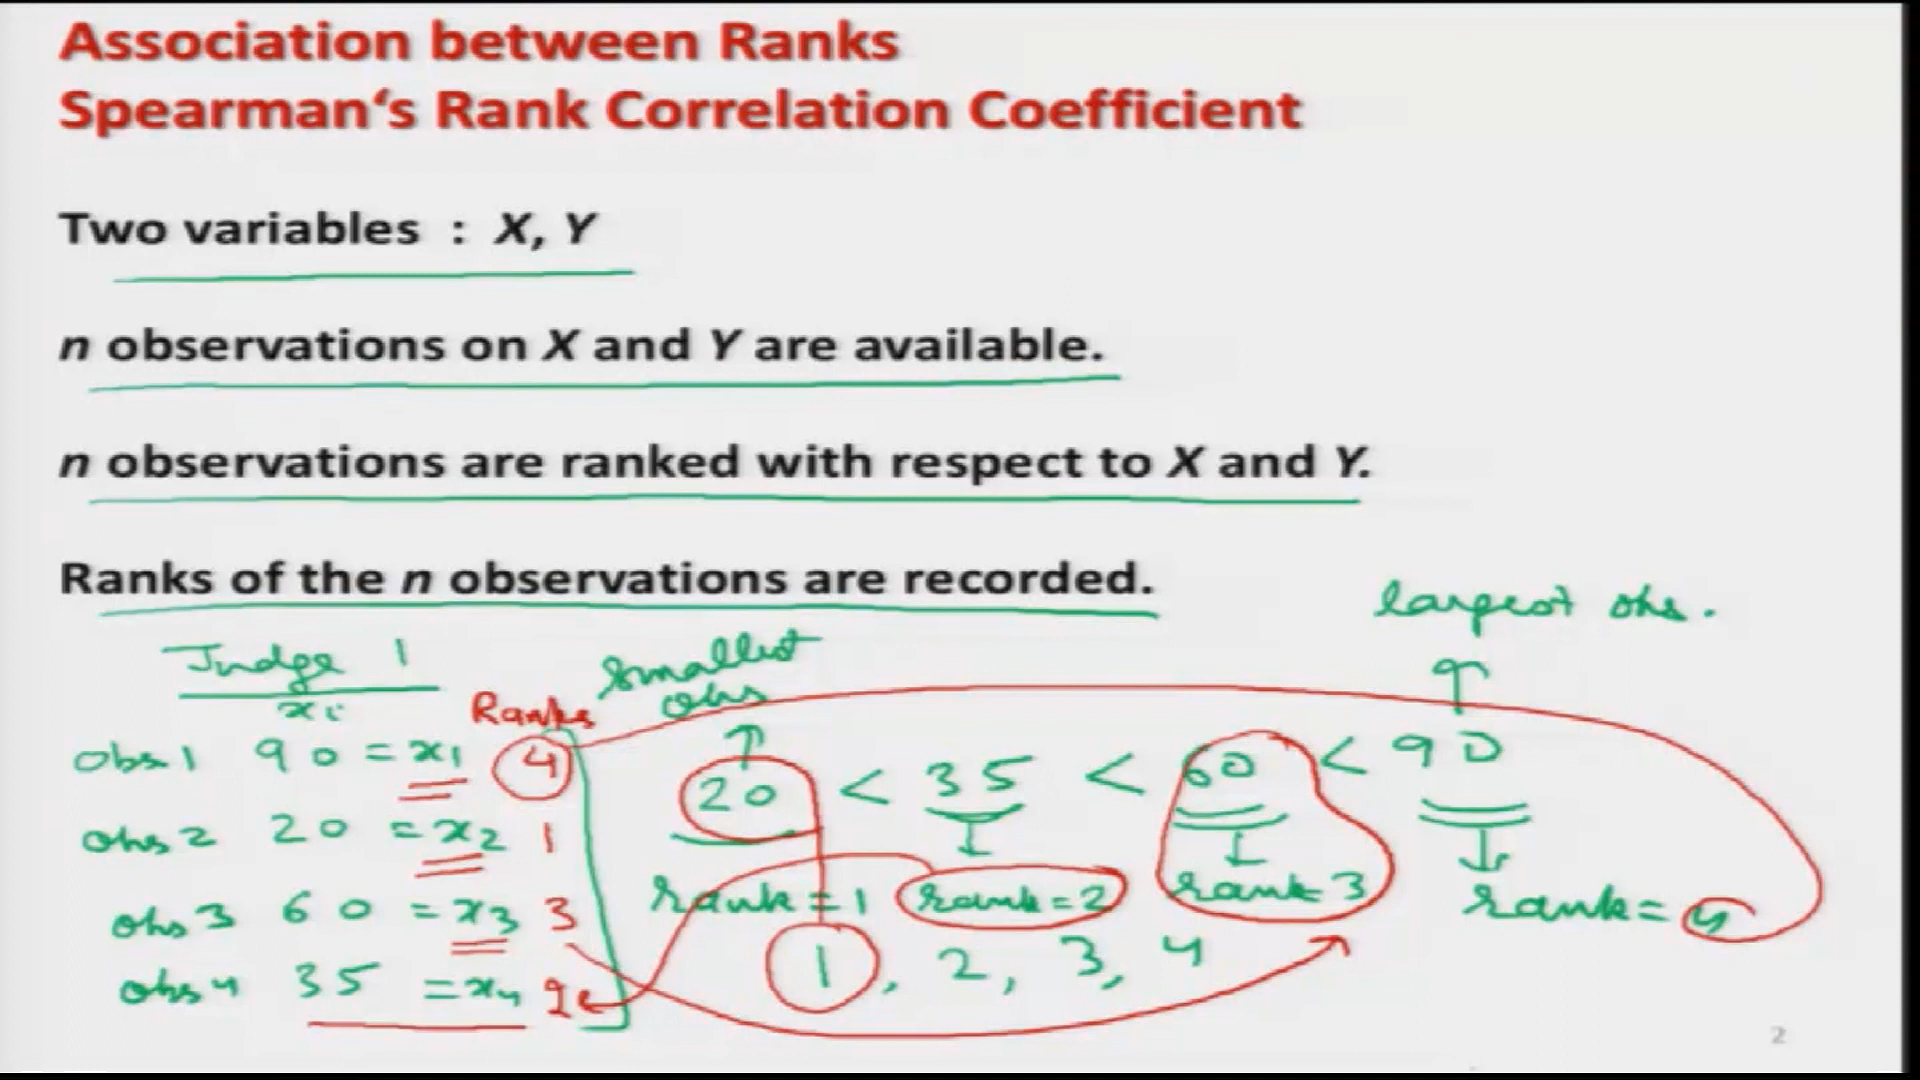 Association between Ranks
Spearman‘s Rank Correlation Coefficient
Two variables : X, Y
n observations on X and Y are available.
n observations are ranked with respect to X and Y.
Ranks of the n observations are recorded.
largest obs.
Judge 1
smallest
obs
xi
Ranks
obs 1 90 = x1 4
20 < 35 < 60 < 90
obs 2 20 = x2 1
rank = 1 rank = 2 rank = 3 rank = 4
obs 3 60 = x3 3
1, 2, 3, 4
obs 4 35 = x4 2
2